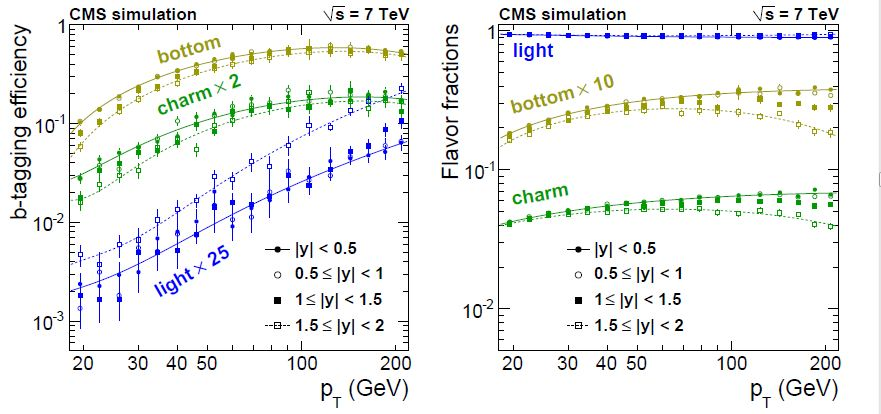 CMS simulation √s = 7 TeV
b-tagging efficiency
1
10⁻¹
10⁻²
10⁻³
bottom
charm × 2
light × 25
|y| < 0.5
0.5 ≤ |y| < 1
1 ≤ |y| < 1.5
1.5 ≤ |y| < 2
20 30 40 50 100 200
p_T (GeV)
CMS simulation √s = 7 TeV
Flavor fractions
1
10⁻¹
10⁻²
light
bottom × 10
charm
|y| < 0.5
0.5 ≤ |y| < 1
1 ≤ |y| < 1.5
1.5 ≤ |y| < 2
20 30 40 50 100 200
p_T (GeV)